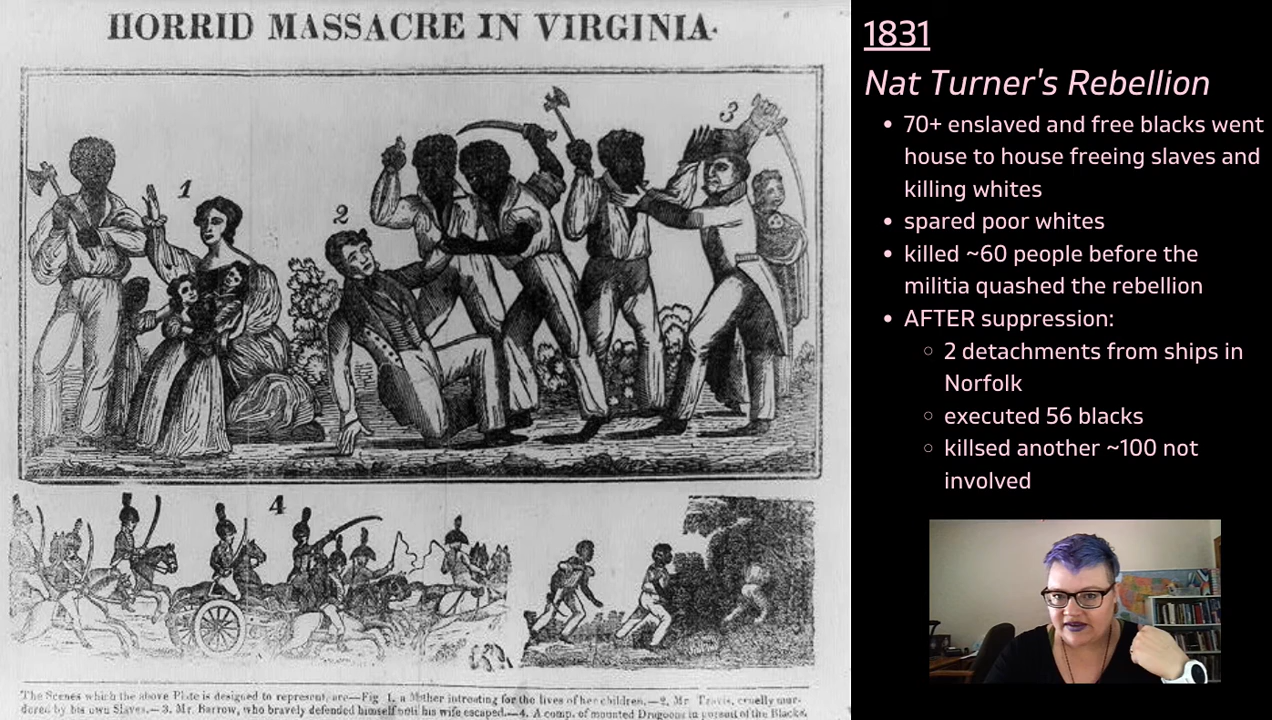 HORRID MASSACRE IN VIRGINIA.
1
2
3
4
The Scenes which the above Plate is designed to represent, are—Fig 1, a Mother intreating for the lives of her children.—2. Mr. Travis, cruelly mur-
dered by his own Slaves.—3. Mr. Barrow, who bravely defended himself until his wife escaped.—4. A comp. of mounted Dragoons in pursuit of the Blacks.
1831
Nat Turner's Rebellion
• 70+ enslaved and free blacks went
house to house freeing slaves and
killing whites
• spared poor whites
• killed ~60 people before the
militia quashed the rebellion
• AFTER suppression:
◦ 2 detachments from ships in
Norfolk
◦ executed 56 blacks
◦ killsed another ~100 not
involved